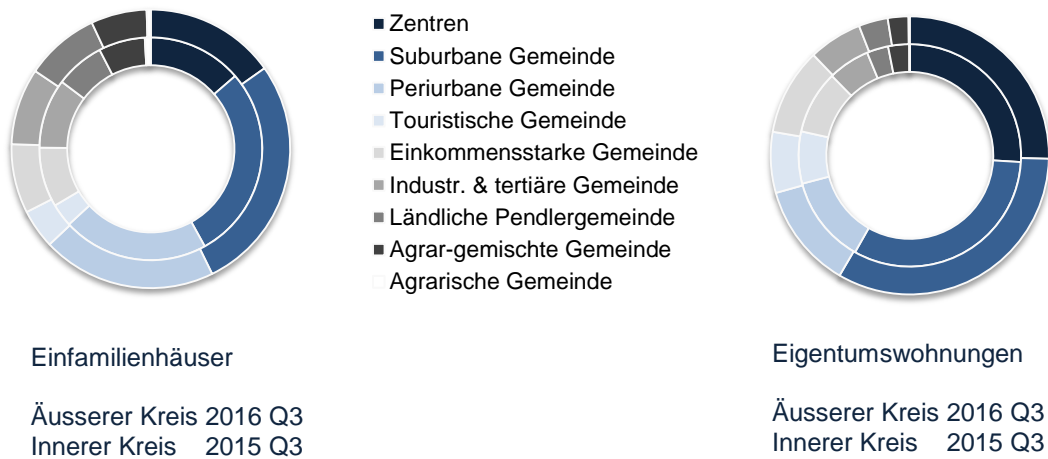 Zentren
Suburbane Gemeinde
Periurbane Gemeinde
Touristische Gemeinde
Einkommensstarke Gemeinde
Industr. & tertiäre Gemeinde
Ländliche Pendlergemeinde
Agrar-gemischte Gemeinde
Agrarische Gemeinde
Einfamilienhäuser
Äusserer Kreis 2016 Q3
Innerer Kreis 2015 Q3
Eigentumswohnungen
Äusserer Kreis 2016 Q3
Innerer Kreis 2015 Q3